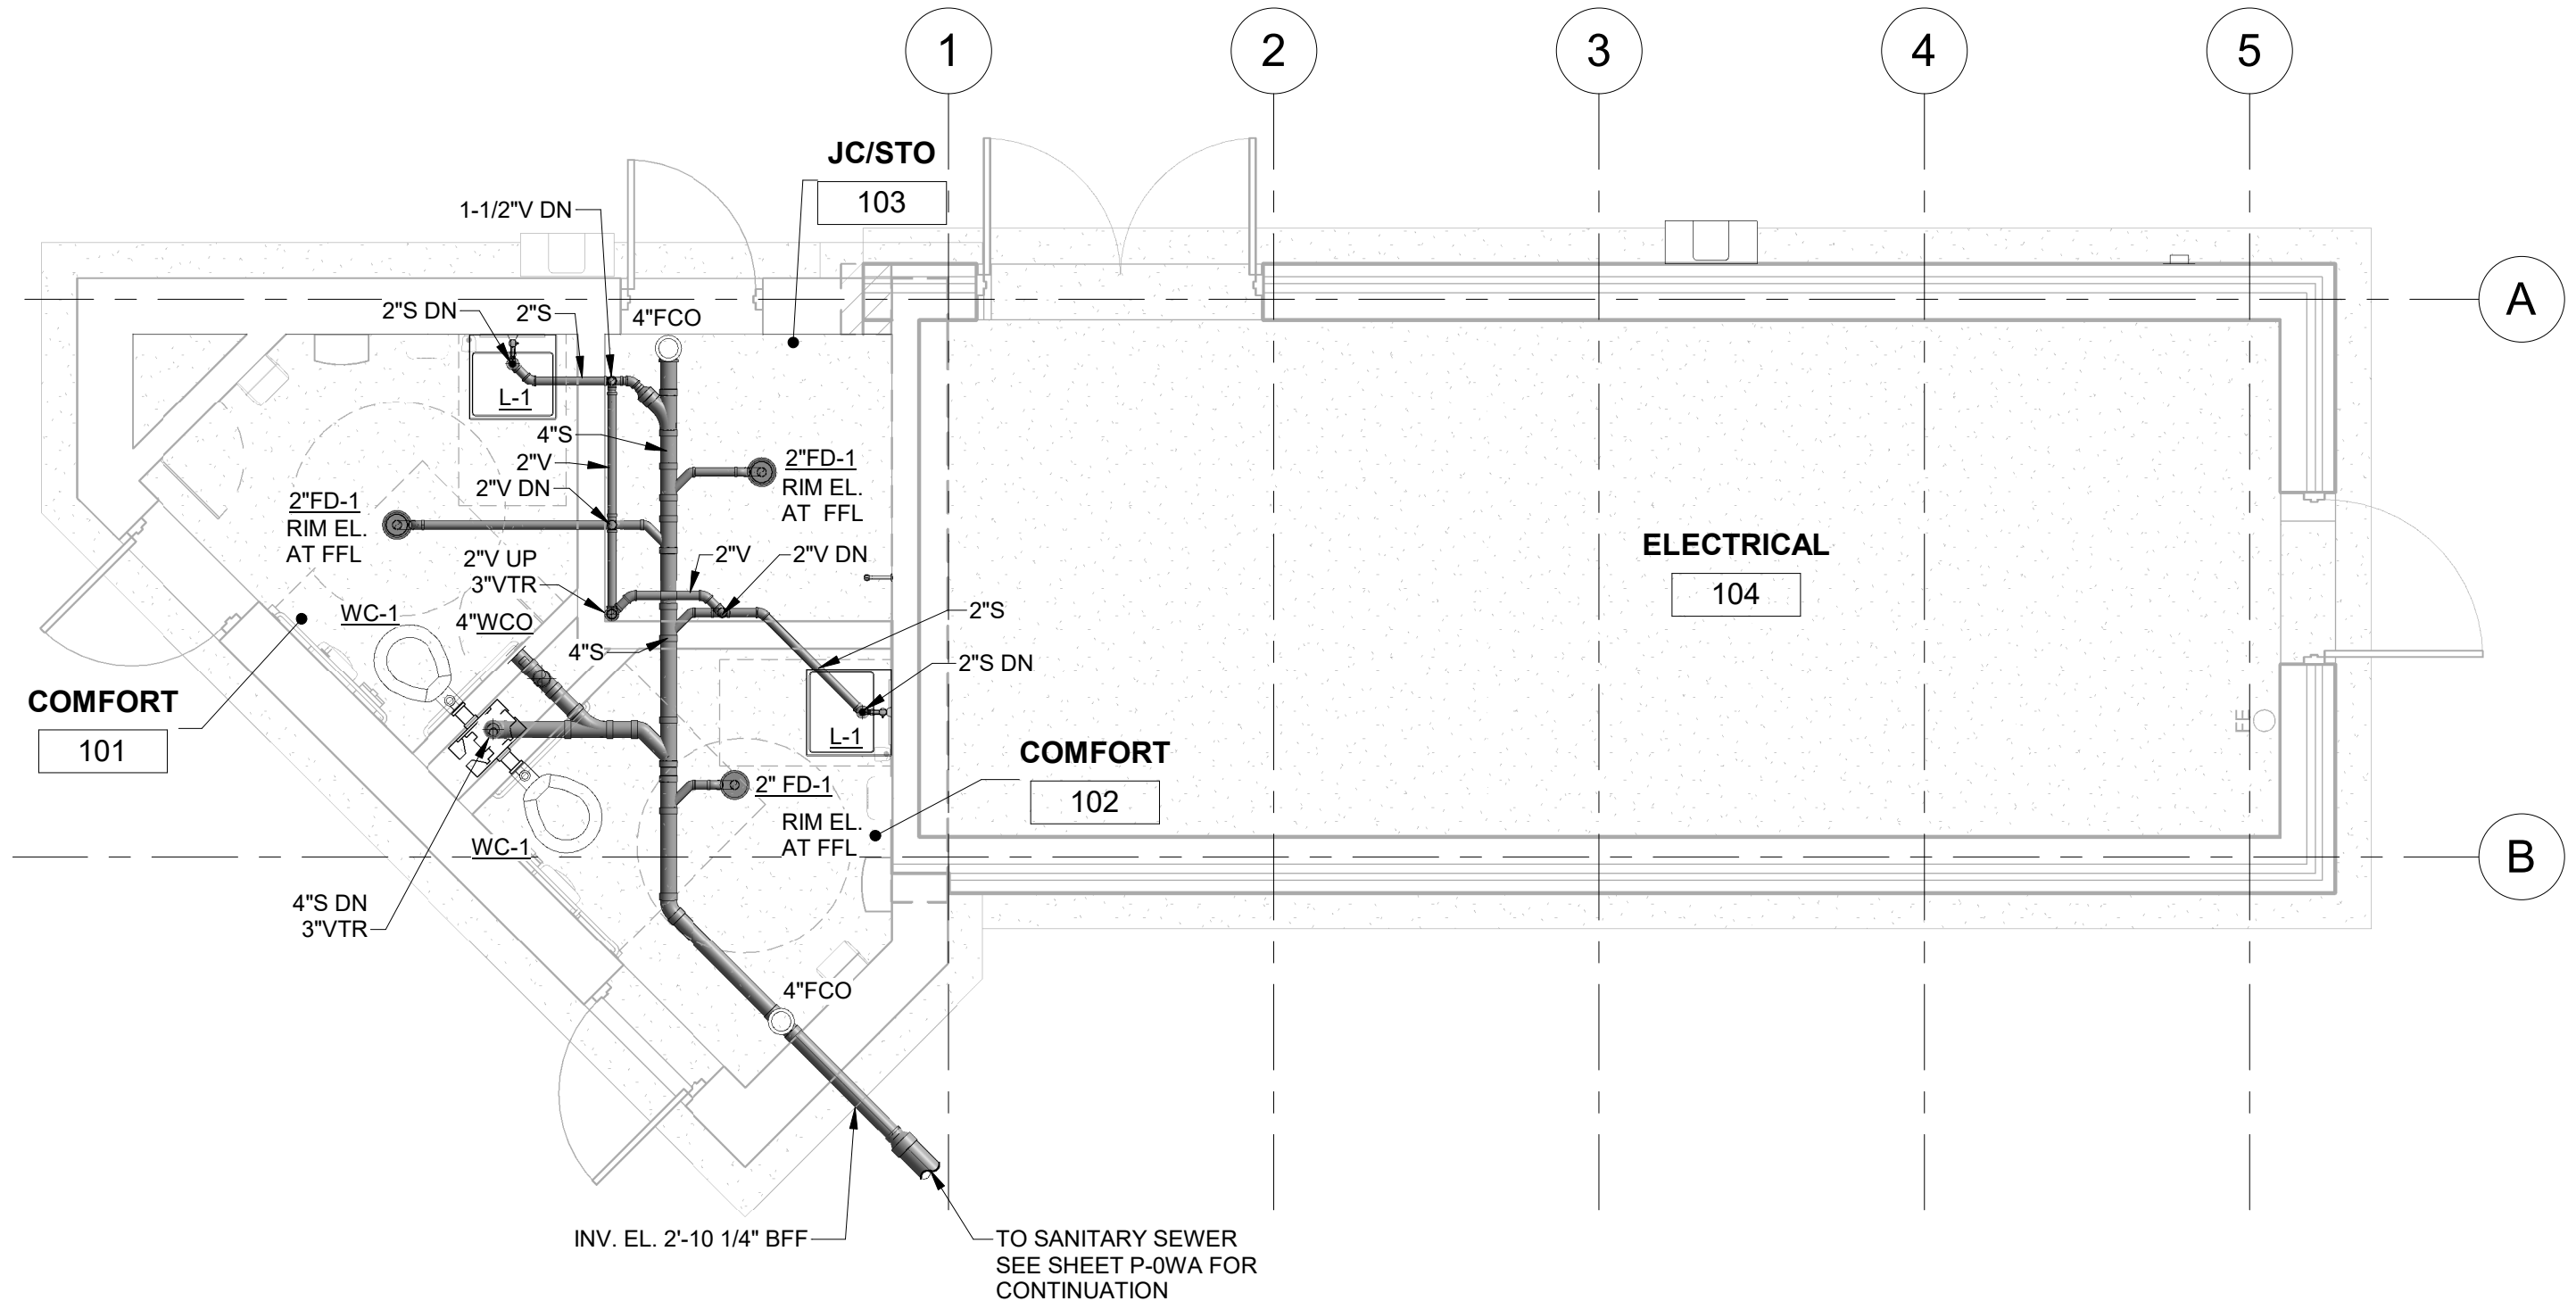 1
2
3
4
5
JC/STO
103
1-1/2"V DN
A
2"S DN
2"S
4"FCO
L-1
4"S
2"V
2"V DN
2"FD-1
RIM EL.
AT FFL
2"FD-1
RIM EL.
AT FFL
2"V UP
3"VTR
2"V
2"V DN
ELECTRICAL
104
WC-1
4"WCO
4"S
2"S
2"S DN
COMFORT
101
L-1
FE
COMFORT
102
2" FD-1
RIM EL.
AT FFL
WC-1
B
4"S DN
3"VTR
4"FCO
INV. EL. 2'-10 1/4" BFF
TO SANITARY SEWER
SEE SHEET P-0WA FOR
CONTINUATION